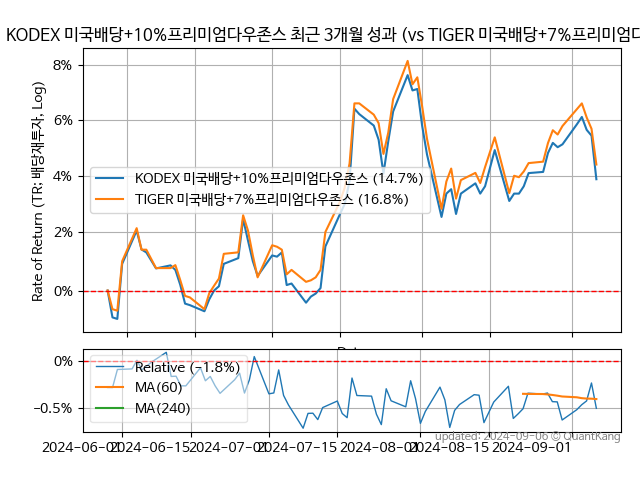 KODEX 미국배당+10%프리미엄다우존스 최근 3개월 성과 (vs TIGER 미국배당+7%프리미엄다
8%
6%
4%
2%
0%
Rate of Return (TR: 배당재투자, Log)
KODEX 미국배당+10%프리미엄다우존스 (14.7%)
TIGER 미국배당+7%프리미엄다우존스 (16.8%)
0%
−0.5%
Relative (−1.8%)
MA(60)
MA(240)
updated: 2024-09-06 © QuantKang
2024-06-01
2024-06-15
2024-07-01
2024-07-15
2024-08-01
2024-08-15
2024-09-01